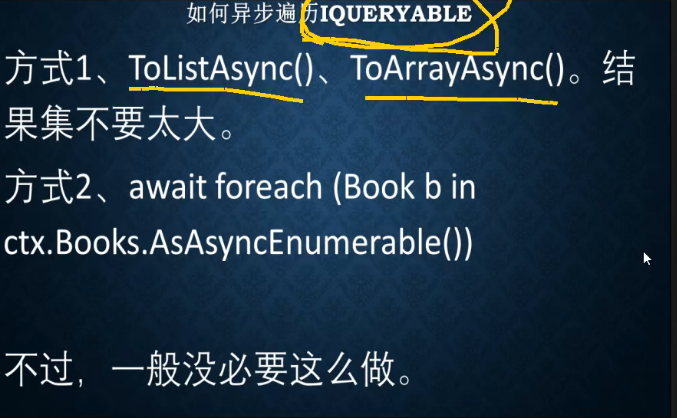 如何异步遍历IQUERYABLE
方式1、ToListAsync()、ToArrayAsync()。结
果集不要太大。
方式2、await foreach (Book b in
ctx.Books.AsAsyncEnumerable())
不过，一般没必要这么做。